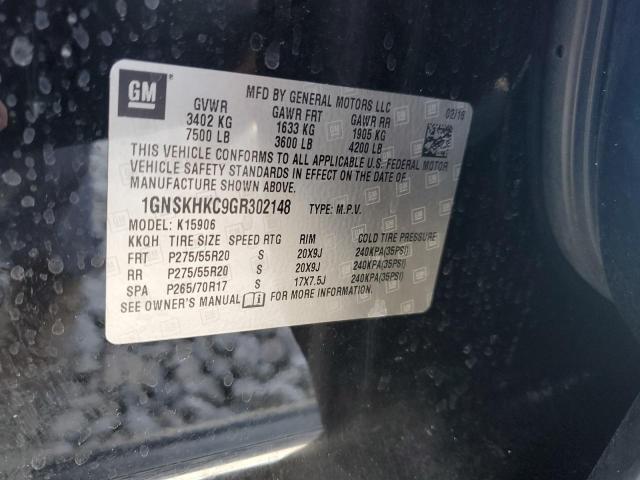 GM
MFD BY GENERAL MOTORS LLC
02/16
GVWR GAWR FRT GAWR RR
3402 KG 1633 KG 1905 KG
7500 LB 3600 LB 4200 LB
THIS VEHICLE CONFORMS TO ALL APPLICABLE U.S. FEDERAL MOTOR
VEHICLE SAFETY STANDARDS IN EFFECT ON THE DATE OF
MANUFACTURE SHOWN ABOVE.
1GNSKHKC9GR302148 TYPE: M.P.V.
MODEL: K15906
KKQH TIRE SIZE SPEED RTG RIM COLD TIRE PRESSURE
FRT P275/55R20 S 20X9J 240KPA(35PSI)
RR P275/55R20 S 20X9J 240KPA(35PSI)
SPA P265/70R17 S 17X7.5J 240KPA(35PSI)
SEE OWNER'S MANUAL FOR MORE INFORMATION.